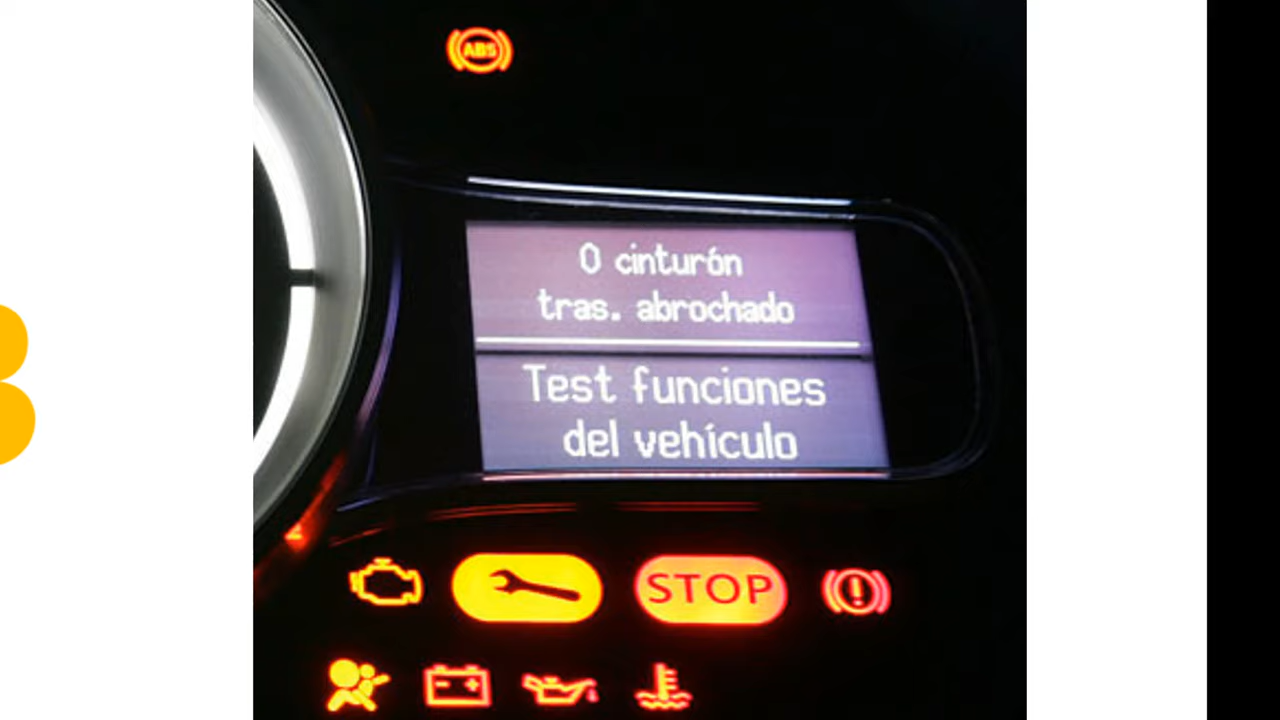 ABS
0 cinturón
tras. abrochado
Test funciones
del vehículo
STOP